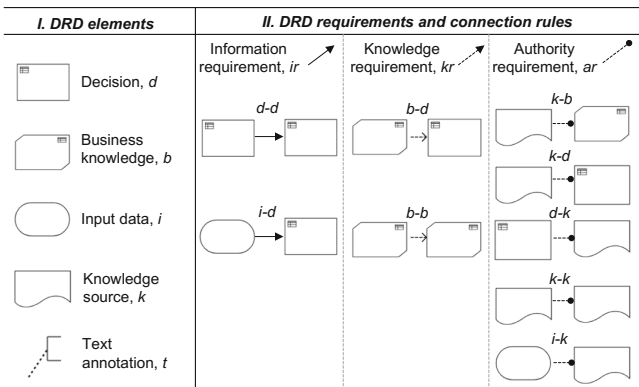 I. DRD elements
II. DRD requirements and connection rules
Decision, d
Business
knowledge, b
Input data, i
Knowledge
source, k
Text
annotation, t
Information
requirement, ir
d-d
i-d
Knowledge
requirement, kr
b-d
b-b
Authority
requirement, ar
k-b
k-d
d-k
k-k
i-k